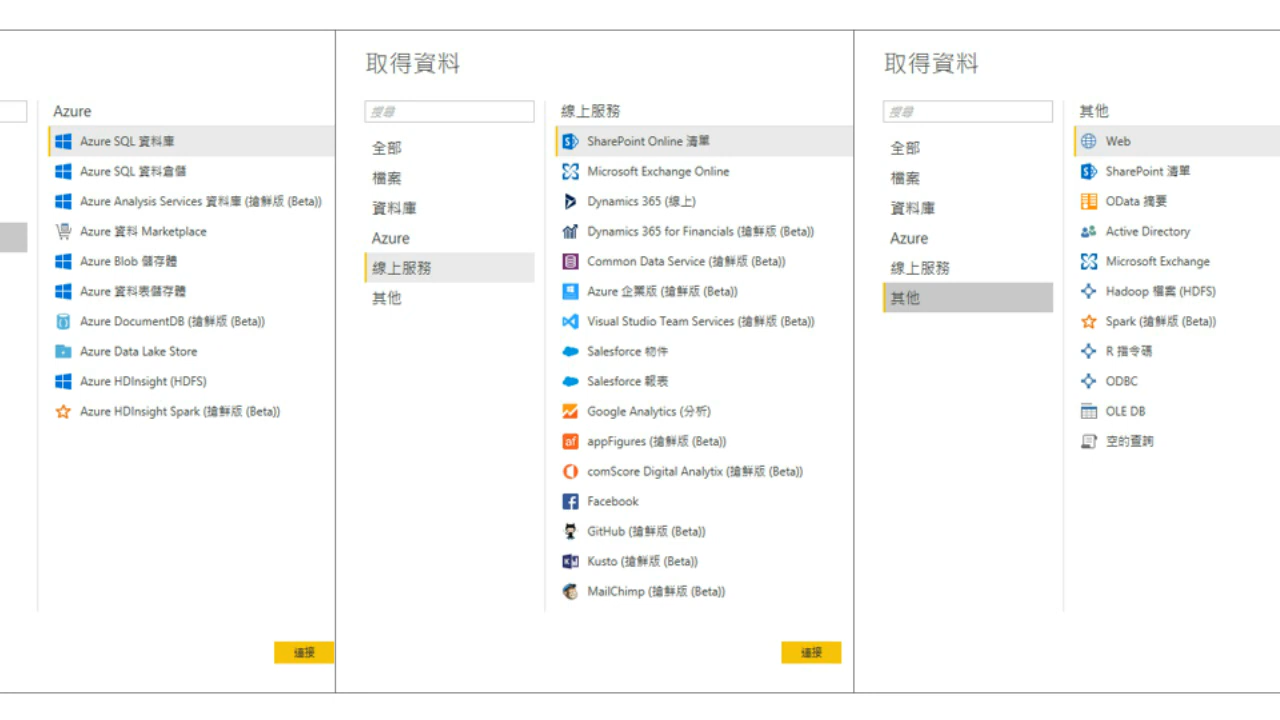 Azure
Azure SQL 資料庫
Azure SQL 資料倉儲
Azure Analysis Services 資料庫 (搶鮮版 (Beta))
Azure 資料 Marketplace
Azure Blob 儲存體
Azure 資料表儲存體
Azure DocumentDB (搶鮮版 (Beta))
Azure Data Lake Store
Azure HDInsight (HDFS)
Azure HDInsight Spark (搶鮮版 (Beta))
連接
取得資料
搜尋
全部
檔案
資料庫
Azure
線上服務
其他
線上服務
SharePoint Online 清單
Microsoft Exchange Online
Dynamics 365 (線上)
Dynamics 365 for Financials (搶鮮版 (Beta))
Common Data Service (搶鮮版 (Beta))
Azure 企業版 (搶鮮版 (Beta))
Visual Studio Team Services (搶鮮版 (Beta))
Salesforce 物件
Salesforce 報表
Google Analytics (分析)
appFigures (搶鮮版 (Beta))
comScore Digital Analytix (搶鮮版 (Beta))
Facebook
GitHub (搶鮮版 (Beta))
Kusto (搶鮮版 (Beta))
MailChimp (搶鮮版 (Beta))
連接
取得資料
搜尋
全部
檔案
資料庫
Azure
線上服務
其他
其他
Web
SharePoint 清單
OData 摘要
Active Directory
Microsoft Exchange
Hadoop 檔案 (HDFS)
Spark (搶鮮版 (Beta))
R 指令碼
ODBC
OLE DB
空的查詢